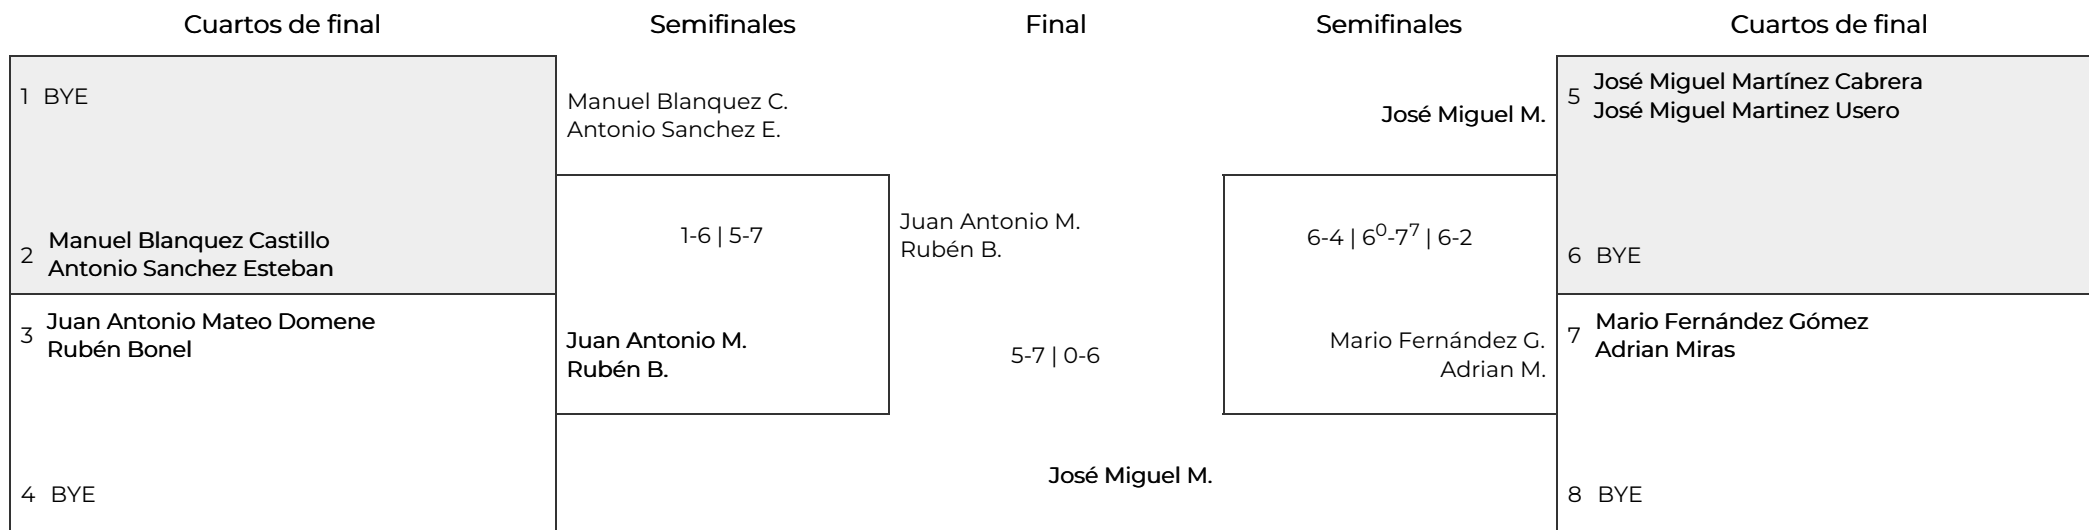 Cuartos de final
Semifinales
Final
Semifinales
Cuartos de final
1 BYE
2 Manuel Blanquez Castillo
Antonio Sanchez Esteban
3 Juan Antonio Mateo Domene
Rubén Bonel
4 BYE
Manuel Blanquez C.
Antonio Sanchez E.
1-6 | 5-7
Juan Antonio M.
Rubén B.
Juan Antonio M.
Rubén B.
5-7 | 0-6
José Miguel M.
José Miguel M.
6-4 | 6⁰-7⁷ | 6-2
Mario Fernández G.
Adrian M.
5 José Miguel Martínez Cabrera
José Miguel Martinez Usero
6 BYE
7 Mario Fernández Gómez
Adrian Miras
8 BYE